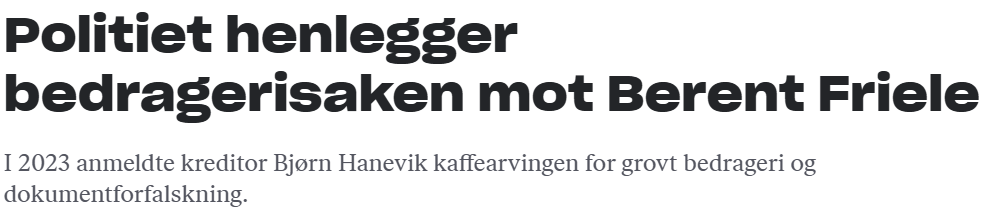 Politiet henlegger
bedragerisaken mot Berent Friele
I 2023 anmeldte kreditor Bjørn Hanevik kaffearvingen for grovt bedrageri og
dokumentforfalskning.